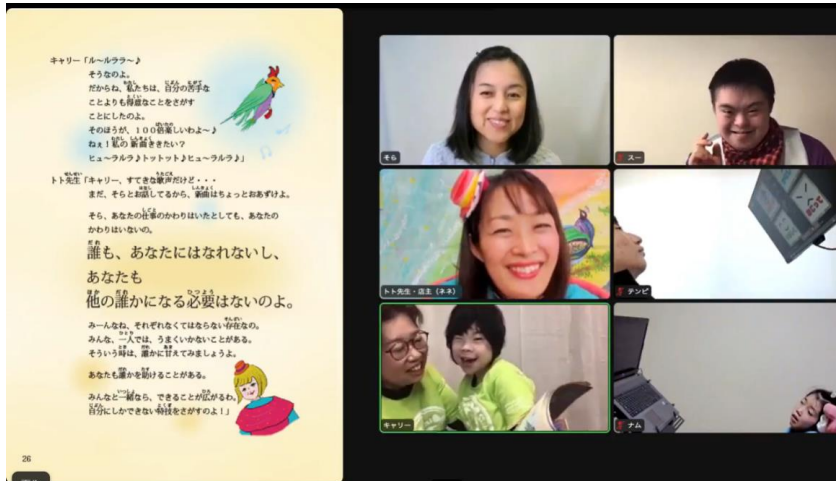 キャリー「ル～ルララ～♪
そうなのよ。
だからね、私たちは、自分の苦手な
ことよりも得意なことをさがす
ことにしたのよ。
そのほうが、１００倍楽しいわよ～♪
ねぇ！私の新曲ききたい？
ヒュ～ラルラ♪トットット♪ヒュ～ラルラ♪」
トト先生「キャリー、すてきな歌声だけど・・・
まだ、そらとお話してるから、新曲はちょっとおあずけよ。
そら、あなたの仕事のかわりはいたとしても、あなたの
かわりはいないの。
誰も、あなたにはなれないし、
あなたも
他の誰かになる必要はないのよ。
み～んなね、それぞれなくてはならない存在なの。
みんな、一人では、うまくいかないことがある。
そういう時は、誰かに甘えてみましょうよ。
あなたも誰かを助けることがある。
みんなと一緒なら、できることが広がるわ。
自分にしかできない特技をさがすのよ！」
26
そら
スー
トト先生・店主（ネネ）
テンピ
キャリー
ナム